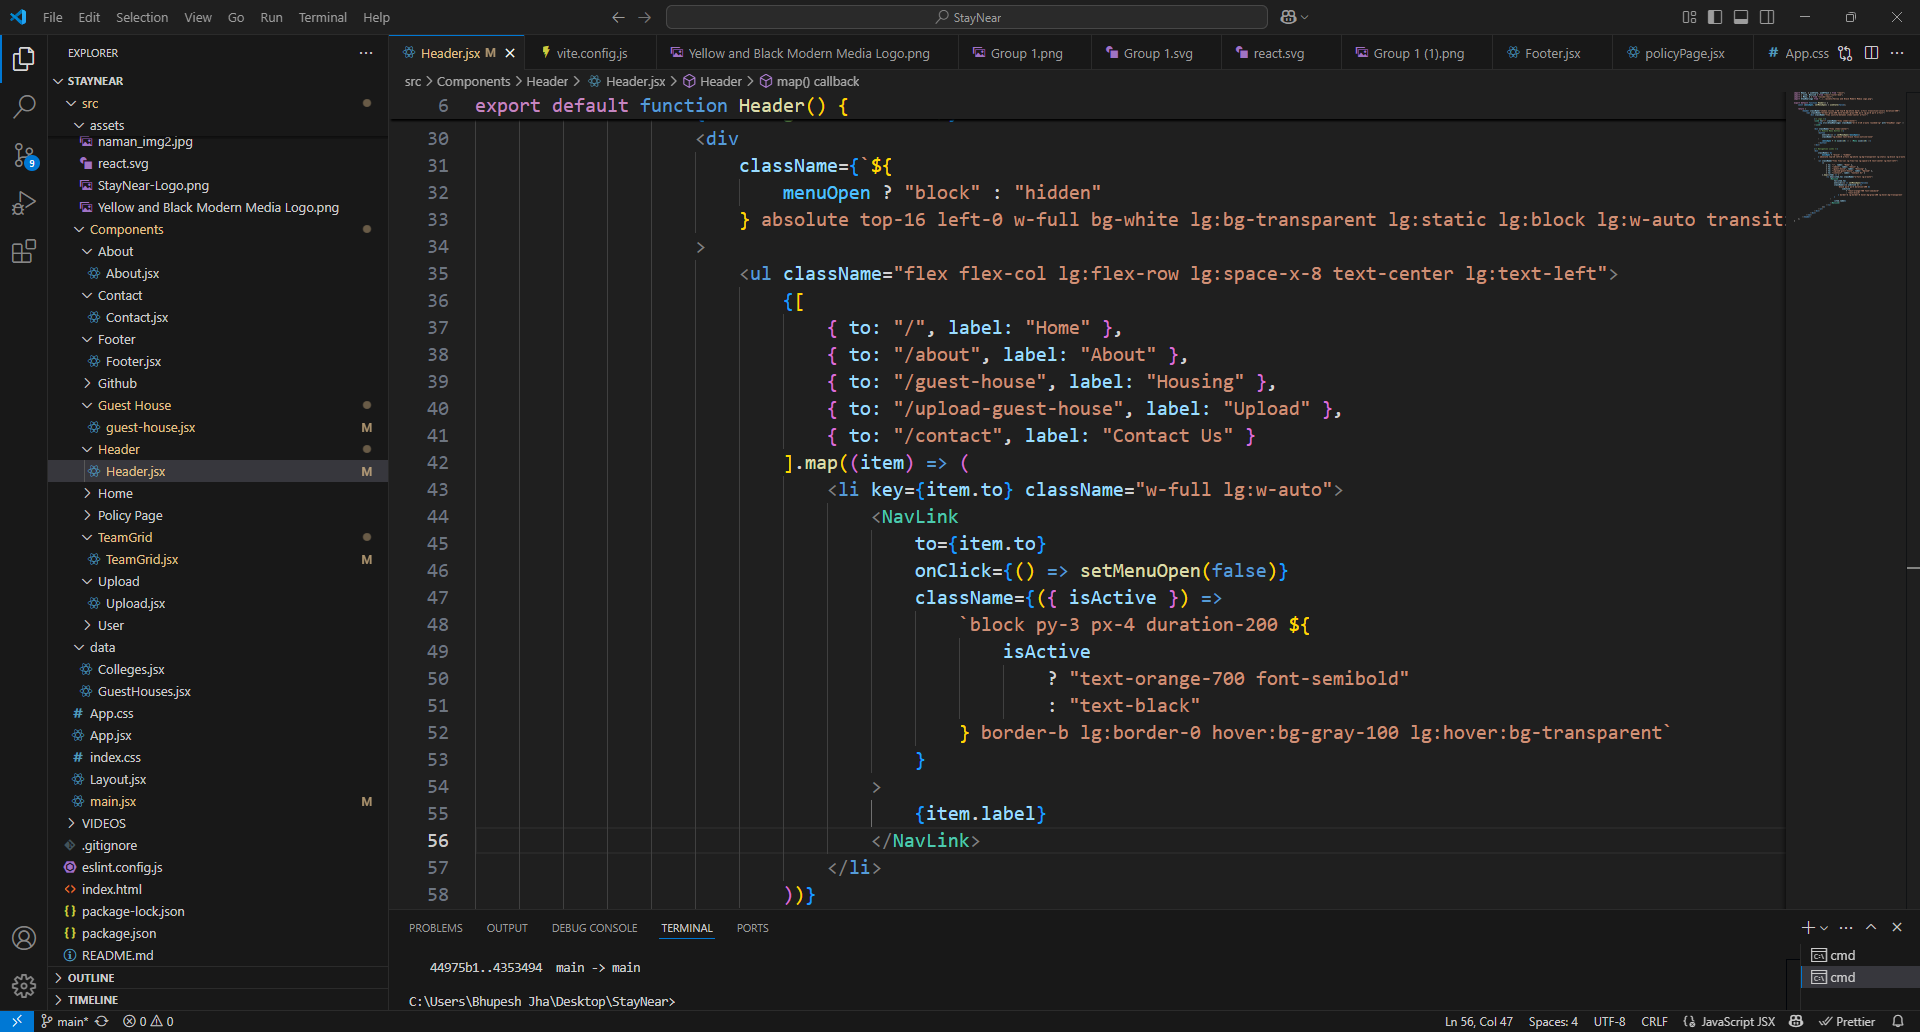 File Edit Selection View Go Run Terminal Help
StayNear
EXPLORER
STAYNEAR
src
assets
naman_img2.jpg
react.svg
StayNear-Logo.png
Yellow and Black Modern Media Logo.png
Components
About
About.jsx
Contact
Contact.jsx
Footer
Footer.jsx
Github
Guest House
guest-house.jsx M
Header
Header.jsx M
Home
Policy Page
TeamGrid
TeamGrid.jsx M
Upload
Upload.jsx
User
data
Colleges.jsx
GuestHouses.jsx
App.css
App.jsx
index.css
Layout.jsx
main.jsx M
VIDEOS
.gitignore
eslint.config.js
index.html
package-lock.json
package.json
README.md
OUTLINE
TIMELINE
9
Header.jsx M vite.config.js Yellow and Black Modern Media Logo.png Group 1.png Group 1.svg react.svg Group 1 (1).png Footer.jsx policyPage.jsx App.css
src > Components > Header > Header.jsx > Header > map() callback
6 export default function Header() {
30 <div
31 className={`${
32 menuOpen ? "block" : "hidden"
33 } absolute top-16 left-0 w-full bg-white lg:bg-transparent lg:static lg:block lg:w-auto transiti
34 >
35 <ul className="flex flex-col lg:flex-row lg:space-x-8 text-center lg:text-left">
36 {[
37 { to: "/", label: "Home" },
38 { to: "/about", label: "About" },
39 { to: "/guest-house", label: "Housing" },
40 { to: "/upload-guest-house", label: "Upload" },
41 { to: "/contact", label: "Contact Us" }
42 ].map((item) => (
43 <li key={item.to} className="w-full lg:w-auto">
44 <NavLink
45 to={item.to}
46 onClick={() => setMenuOpen(false)}
47 className={({ isActive }) =>
48 `block py-3 px-4 duration-200 ${
49 isActive
50 ? "text-orange-700 font-semibold"
51 : "text-black"
52 } border-b lg:border-0 hover:bg-gray-100 lg:hover:bg-transparent`
53 }
54 >
55 {item.label}
56 </NavLink>
57 </li>
58 ))}
PROBLEMS OUTPUT DEBUG CONSOLE TERMINAL PORTS
44975b1..4353494 main -> main
C:\Users\Bhupesh Jha\Desktop\StayNear>
cmd
cmd
main* 0 0 Ln 56, Col 47 Spaces: 4 UTF-8 CRLF JavaScript JSX Prettier